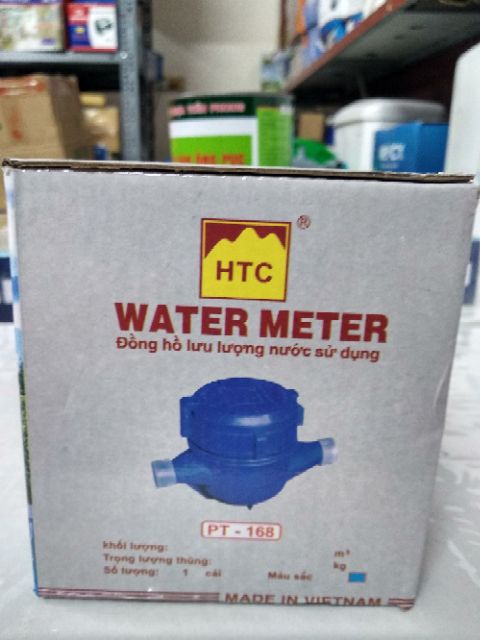 HTC
®
WATER METER
Đồng hồ lưu lượng nước sử dụng
PT - 168
khối lượng: m³
Trọng lượng thùng: kg
Số lượng: 1 cái Màu sắc
MADE IN VIETNAM